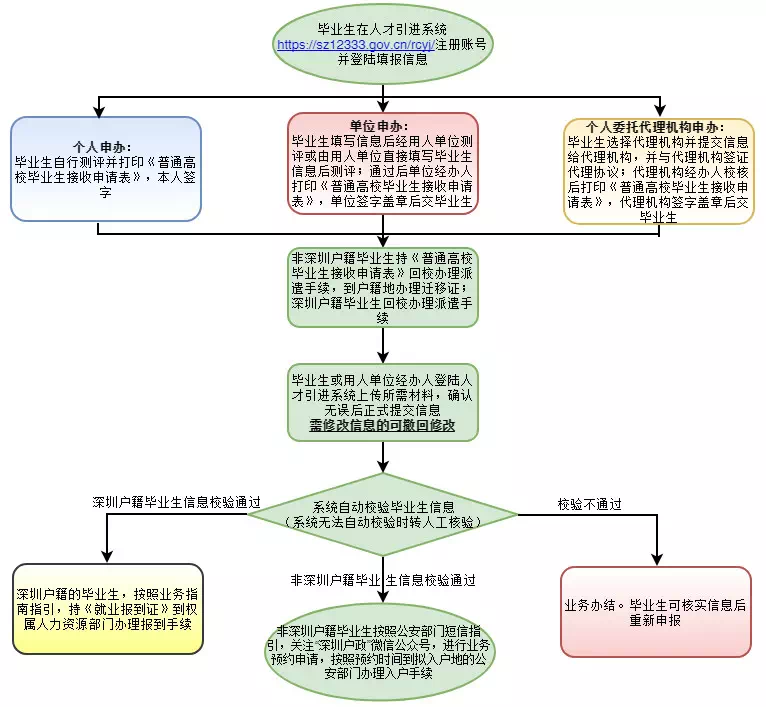 毕业生在人才引进系统
https://sz12333.gov.cn/rcyj/注册账号
并登陆填报信息
个人申办：
毕业生自行测评并打印《普通高
校毕业生接收申请表》，本人签
字
单位申办：
毕业生填写信息后经用人单位测
评或由用人单位直接填写毕业生
信息后测评；通过后单位经办人
打印《普通高校毕业生接收申请
表》，单位签字盖章后交毕业生
个人委托代理机构申办：
毕业生选择代理机构并提交信息
给代理机构，并与代理机构签证
代理协议；代理机构经办人校核
后打印《普通高校毕业生接收申
请表》，代理机构签字盖章后交
毕业生
非深圳户籍毕业生持《普通高校
毕业生接收申请表》回校办理派
遣手续，到户籍地办理迁移证；
深圳户籍毕业生回校办理派遣手
续
毕业生或用人单位经办人登陆人
才引进系统上传所需材料，确认
无误后正式提交信息
需修改信息的可撤回修改
深圳户籍毕业生信息校验通过
系统自动校验毕业生信息
（系统无法自动校验时转人工核验）
校验不通过
非深圳户籍毕业生信息校验通过
深圳户籍的毕业生，按照业务指
南指引，持《就业报到证》到权
属人力资源部门办理报到手续
非深圳户籍毕业生按照公安部门短信指
引，关注“深圳户政”微信公众号，进行业务
预约申请，按照预约时间到拟入户地的公
安部门办理入户手续
业务办结。毕业生可核实信息后
重新申报